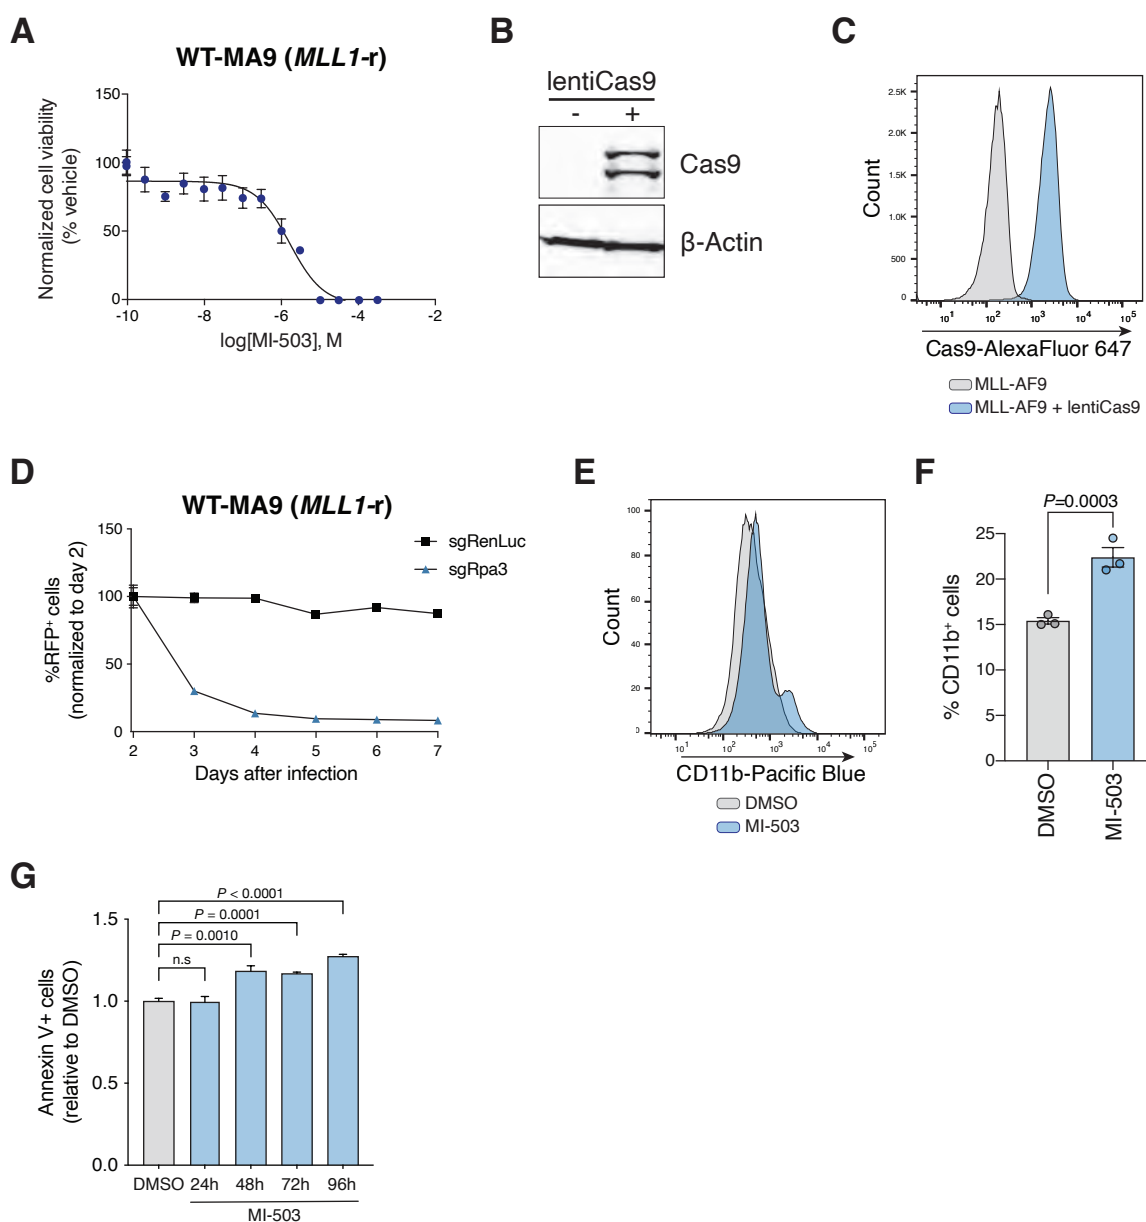 A
WT-MA9 (MLL1-r)
Normalized cell viability
(% vehicle)
150
100
50
0
-10
-8
-6
-4
-2
log[MI-503], M
B
lentiCas9
-
+
Cas9
β-Actin
C
Count
2.5K
2.0K
1.5K
1.0K
500
0
10¹
10²
10³
10⁴
10⁵
Cas9-AlexaFluor 647
MLL-AF9
MLL-AF9 + lentiCas9
D
WT-MA9 (MLL1-r)
%RFP⁺ cells
(normalized to day 2)
150
100
50
0
2
3
4
5
6
7
Days after infection
sgRenLuc
sgRpa3
E
Count
100
80
60
40
20
0
10¹
10²
10³
10⁴
10⁵
CD11b-Pacific Blue
DMSO
MI-503
F
P=0.0003
% CD11b⁺ cells
25
20
15
10
5
0
DMSO
MI-503
G
Annexin V+ cells
(relative to DMSO)
1.5
1.0
0.5
0.0
P < 0.0001
P = 0.0001
P = 0.0010
n.s
DMSO
24h
48h
72h
96h
MI-503